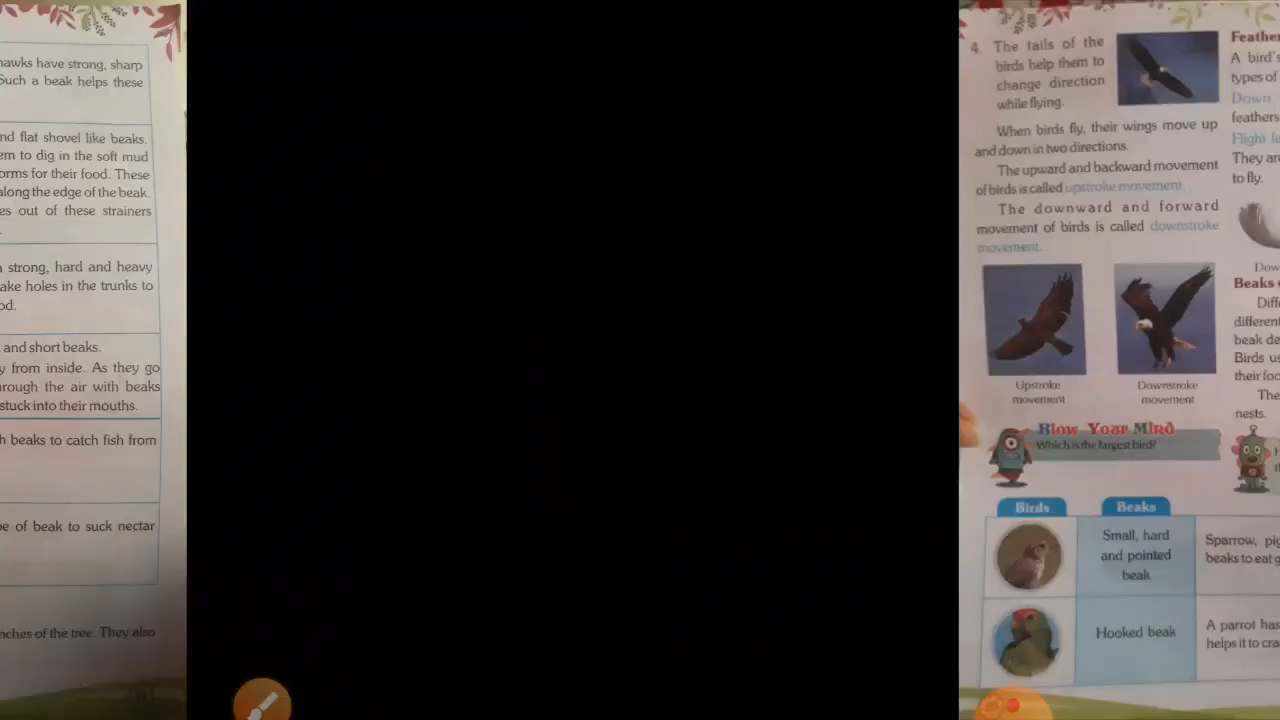 hawks have strong, sharp
Such a beak helps these
nd flat shovel like beaks.
em to dig in the soft mud
orms for their food. These
along the edge of the beak.
es out of these strainers
strong, hard and heavy
ake holes in the trunks to
od.
and short beaks.
y from inside. As they go
rough the air with beaks
stuck into their mouths.
h beaks to catch fish from
pe of beak to suck nectar
nches of the tree. They also
4. The tails of the
birds help them to
change direction
while flying.
When birds fly, their wings move up
and down in two directions.
The upward and backward movement
of birds is called upstroke movement.
The downward and forward
movement of birds is called downstroke
movement.
Upstroke
movement
Downstroke
movement
Blow Your Mind
Which is the largest bird?
Birds
Beaks
Small, hard
and pointed
beak
Sparrow, pig
beaks to eat g
Hooked beak
A parrot has
helps it to cra
Feather
A bird's
types of
Down
feathers
Flight fe
They are
to fly.
Dow
Beaks
Diffe
different
beak de
Birds us
their foo
The
nests.